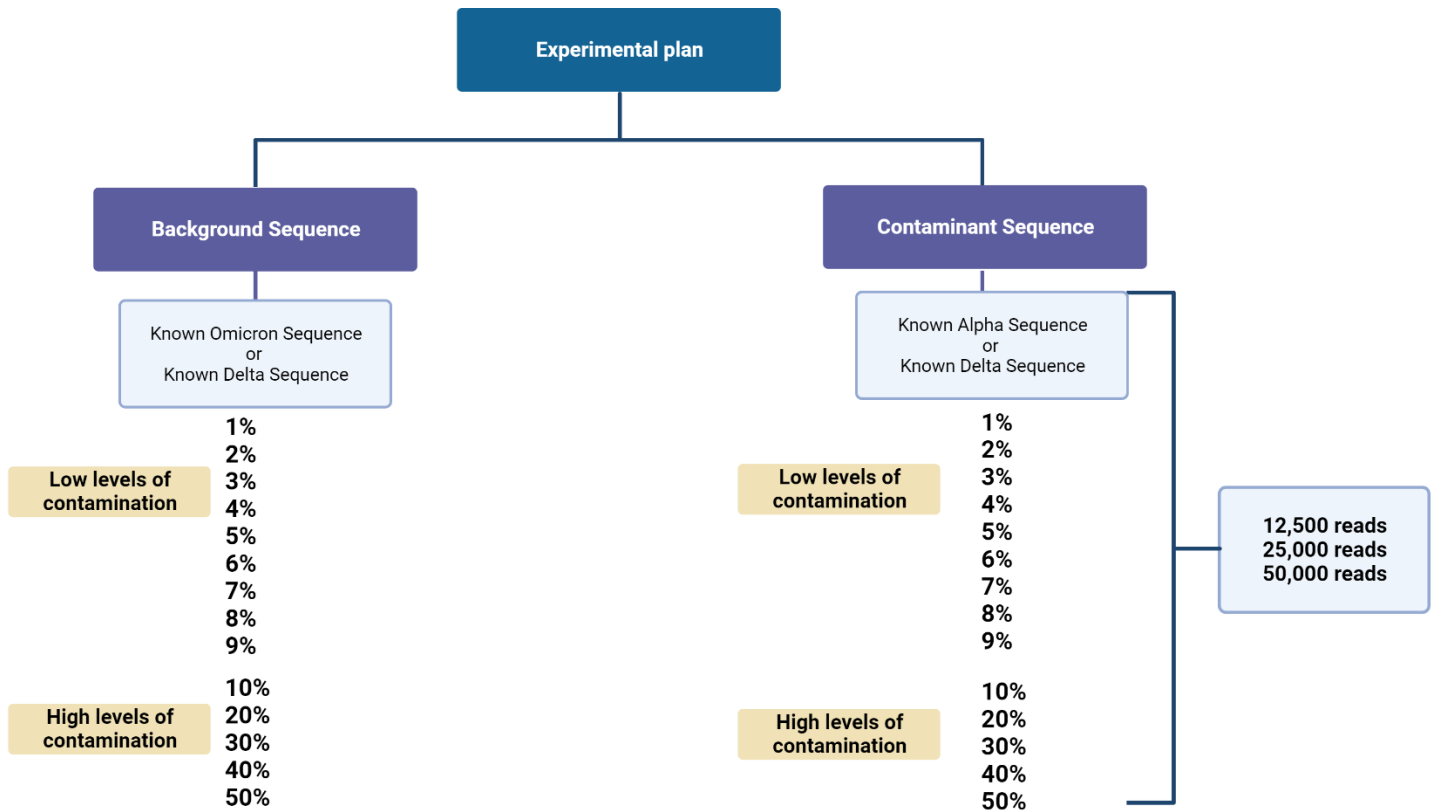 Experimental plan
Background Sequence
Known Omicron Sequence
or
Known Delta Sequence
Low levels of
contamination
1%
2%
3%
4%
5%
6%
7%
8%
9%
High levels of
contamination
10%
20%
30%
40%
50%
Contaminant Sequence
Known Alpha Sequence
or
Known Delta Sequence
Low levels of
contamination
1%
2%
3%
4%
5%
6%
7%
8%
9%
High levels of
contamination
10%
20%
30%
40%
50%
12,500 reads
25,000 reads
50,000 reads